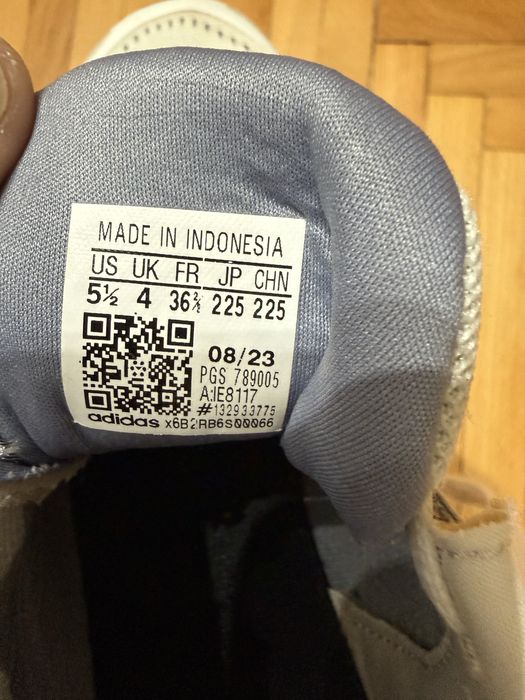 MADE IN INDONESIA
US UK FR JP CHN
5½ 4 36⅔ 225 225
08/23
PGS 789005
A:IE8117
#132933775
adidas x6B2RB6S00066